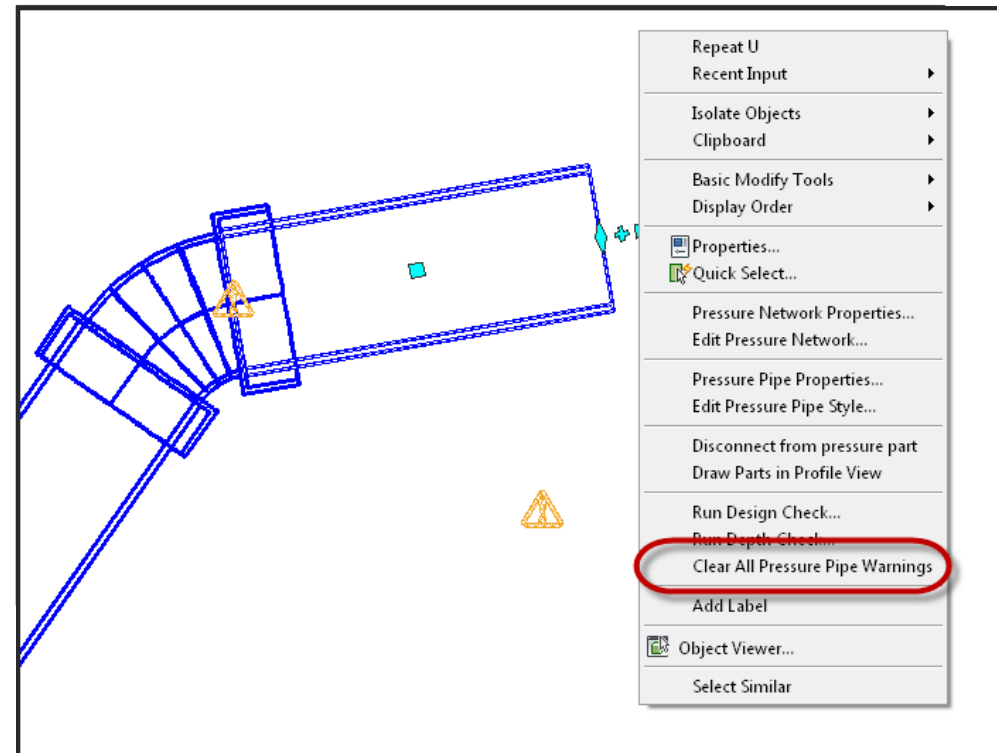 Repeat U
Recent Input
Isolate Objects
Clipboard
Basic Modify Tools
Display Order
Properties...
Quick Select...
Pressure Network Properties...
Edit Pressure Network...
Pressure Pipe Properties...
Edit Pressure Pipe Style...
Disconnect from pressure part
Draw Parts in Profile View
Run Design Check...
Run Depth Check...
Clear All Pressure Pipe Warnings
Add Label
Object Viewer...
Select Similar